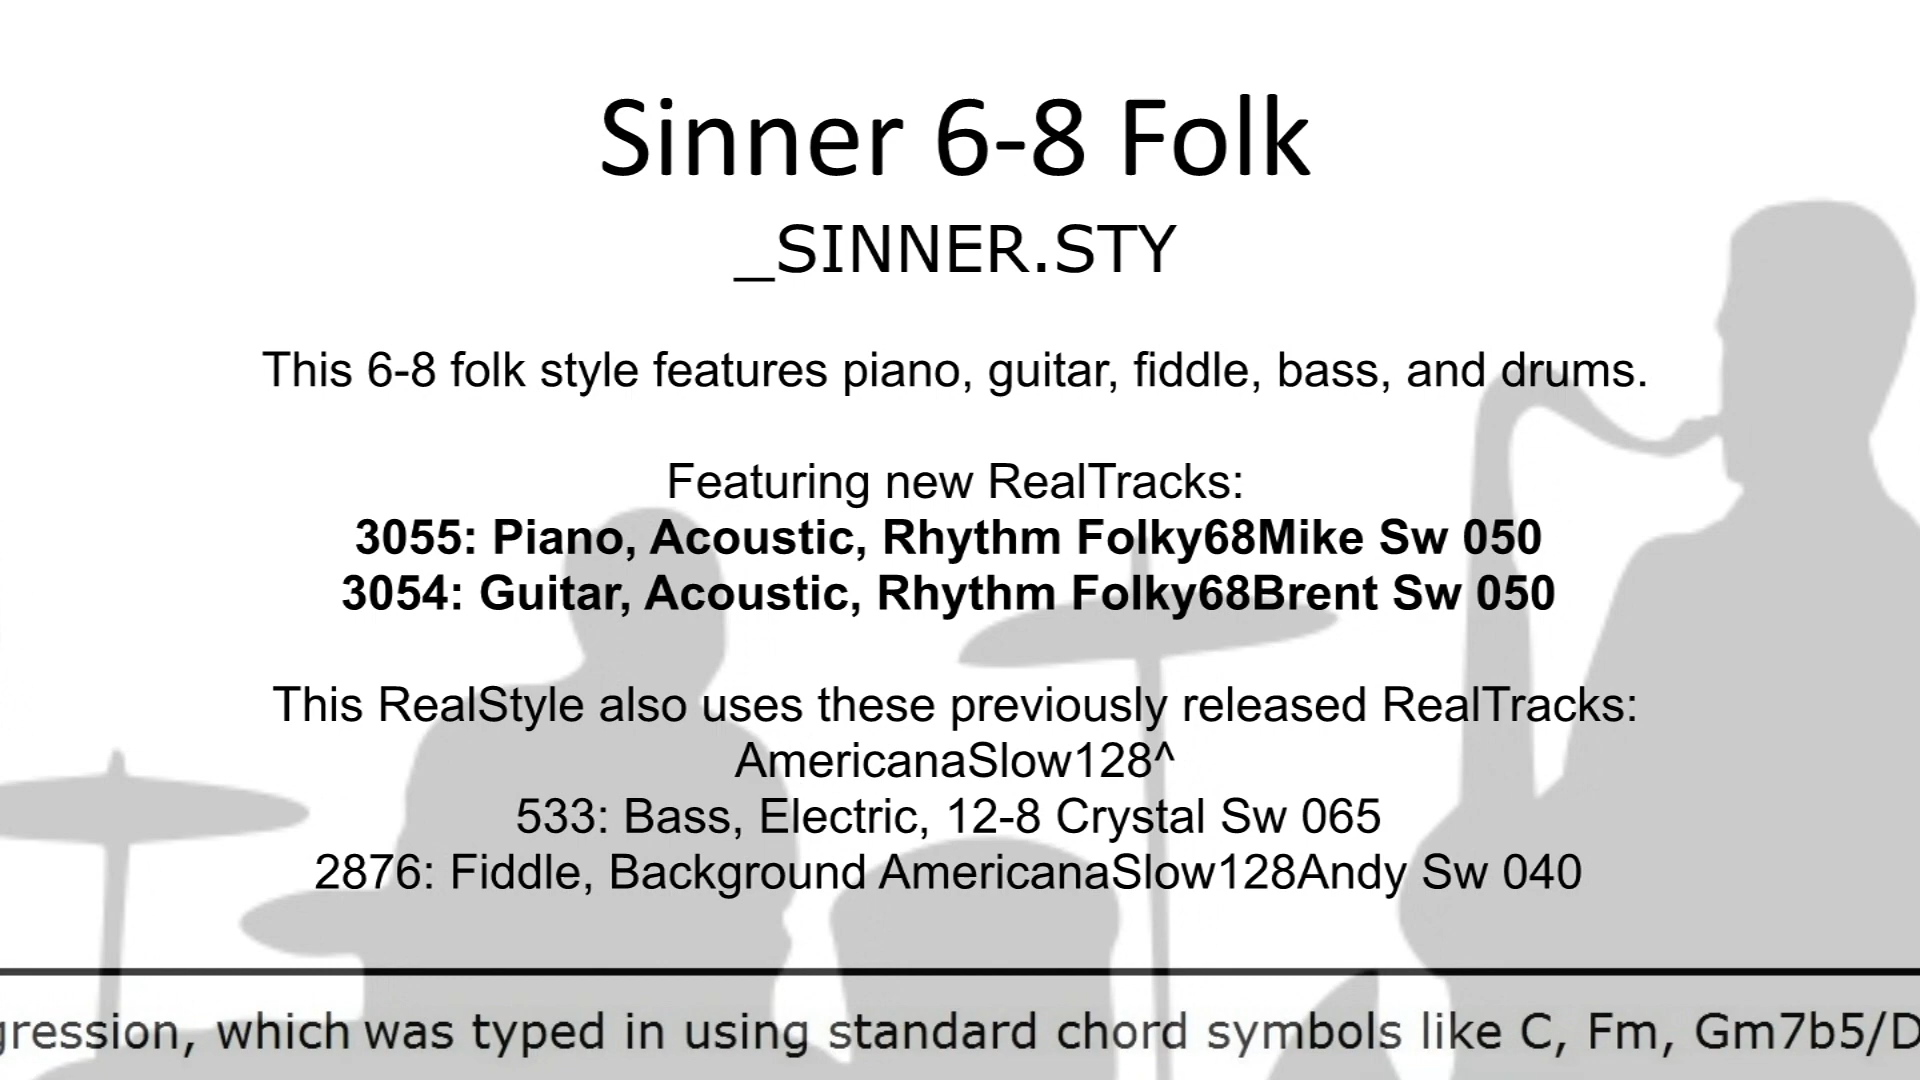 Sinner 6-8 Folk
_SINNER.STY
This 6-8 folk style features piano, guitar, fiddle, bass, and drums.
Featuring new RealTracks:
3055: Piano, Acoustic, Rhythm Folky68Mike Sw 050
3054: Guitar, Acoustic, Rhythm Folky68Brent Sw 050
This RealStyle also uses these previously released RealTracks:
AmericanaSlow128^
533: Bass, Electric, 12-8 Crystal Sw 065
2876: Fiddle, Background AmericanaSlow128Andy Sw 040
gression, which was typed in using standard chord symbols like C, Fm, Gm7b5/D